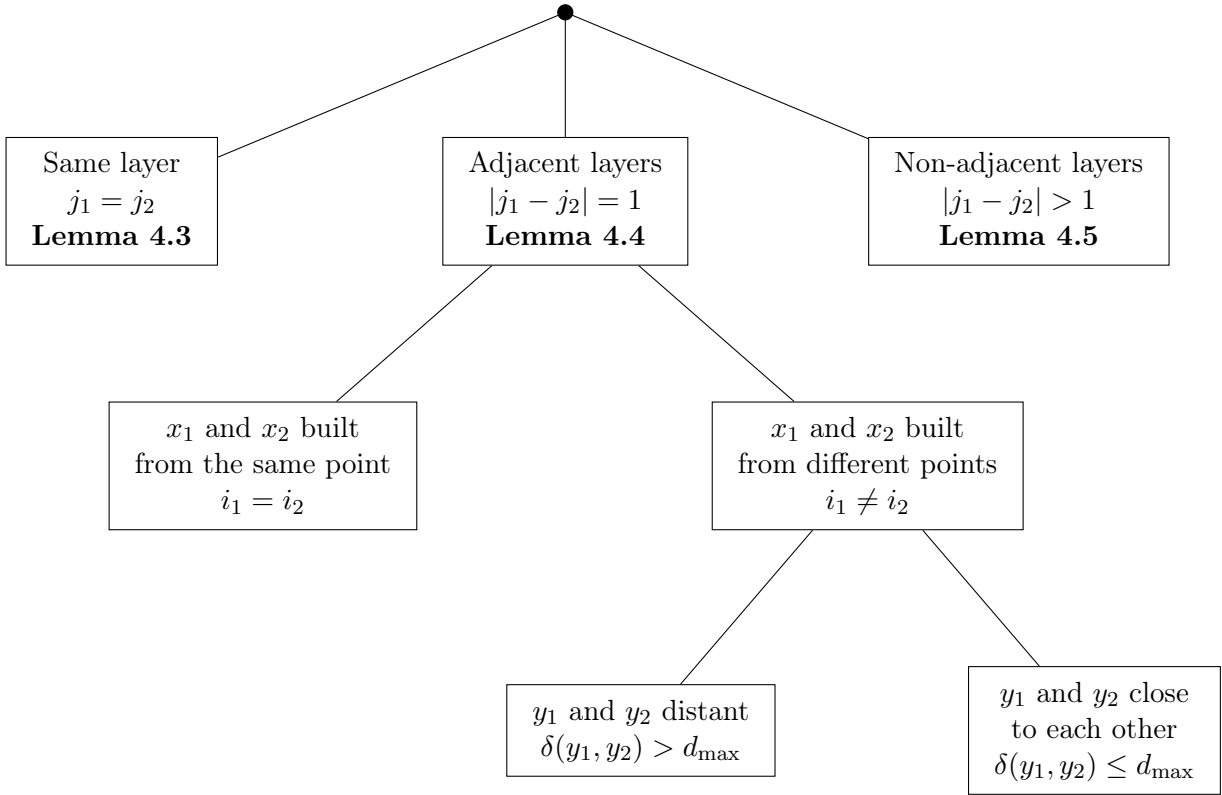 Same layer
j₁ = j₂
Lemma 4.3
Adjacent layers
|j₁ − j₂| = 1
Lemma 4.4
Non-adjacent layers
|j₁ − j₂| > 1
Lemma 4.5
x₁ and x₂ built
from the same point
i₁ = i₂
x₁ and x₂ built
from different points
i₁ ≠ i₂
y₁ and y₂ distant
δ(y₁, y₂) > d_max
y₁ and y₂ close
to each other
δ(y₁, y₂) ≤ d_max